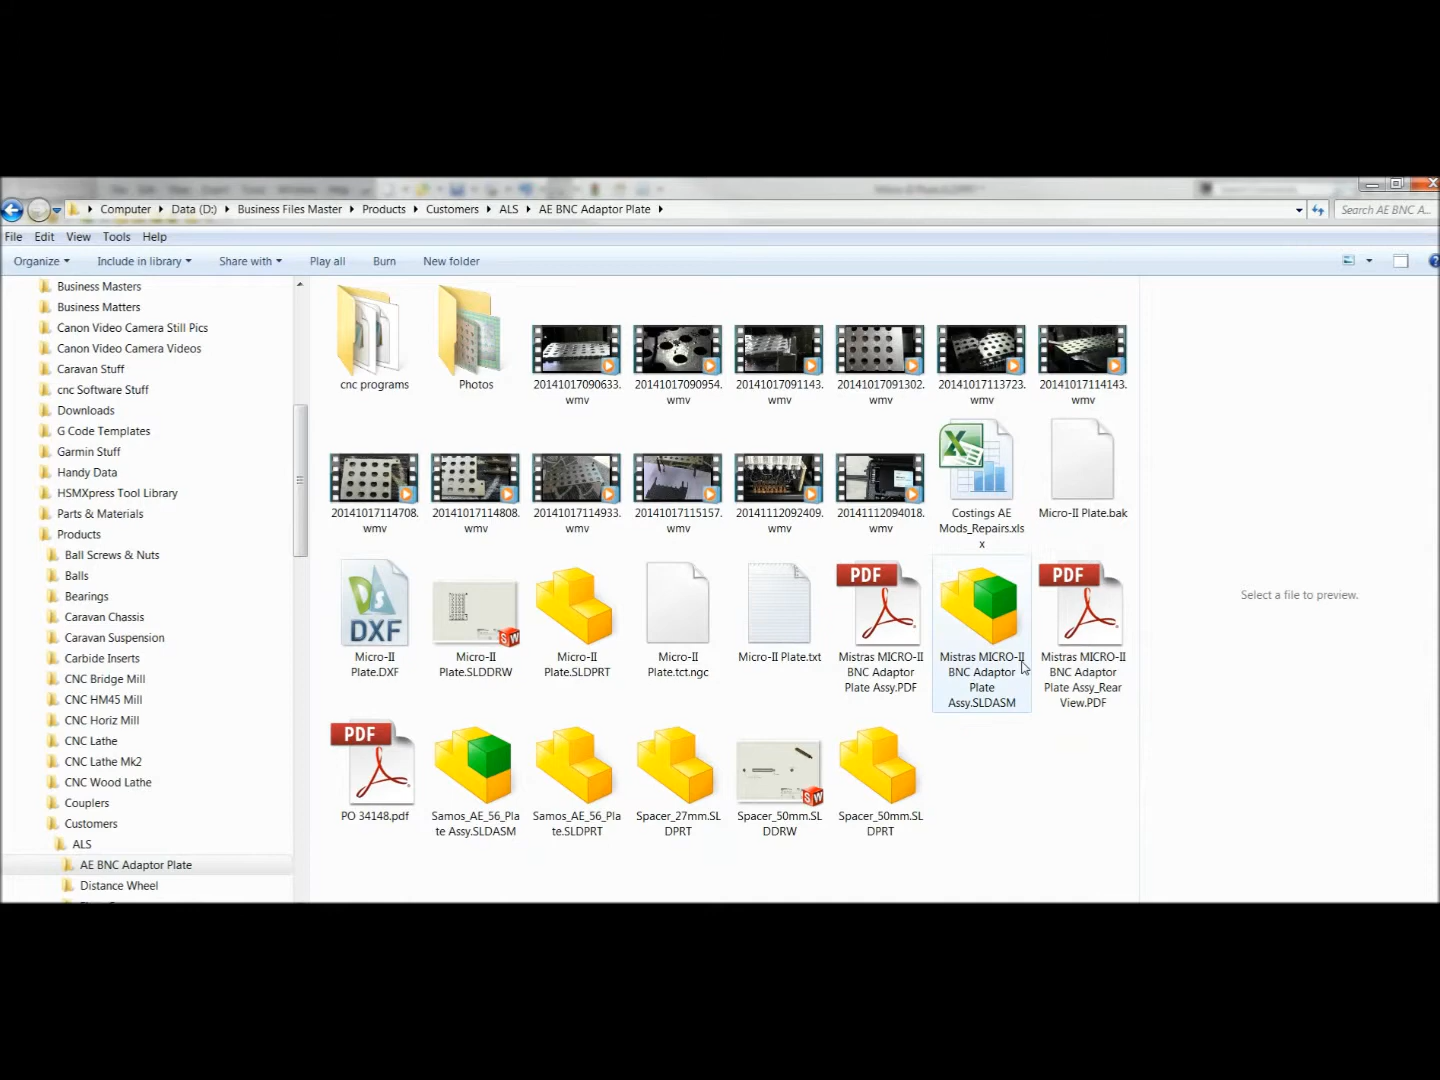 Computer Data (D:) Business Files Master Products Customers ALS AE BNC Adaptor Plate
Search AE BNC A...
File Edit View Tools Help
Organize Include in library Share with Play all Burn New folder
Business Masters
Business Matters
Canon Video Camera Still Pics
Canon Video Camera Videos
Caravan Stuff
cnc Software Stuff
Downloads
G Code Templates
Garmin Stuff
Handy Data
HSMXpress Tool Library
Parts & Materials
Products
Ball Screws & Nuts
Balls
Bearings
Caravan Chassis
Caravan Suspension
Carbide Inserts
CNC Bridge Mill
CNC HM45 Mill
CNC Horiz Mill
CNC Lathe
CNC Lathe Mk2
CNC Wood Lathe
Couplers
Customers
ALS
AE BNC Adaptor Plate
Distance Wheel
cnc programs
Photos
20141017090633.
wmv
20141017090954.
wmv
20141017091143.
wmv
20141017091302.
wmv
20141017113723.
wmv
20141017114143.
wmv
20141017114708.
wmv
20141017114808.
wmv
20141017114933.
wmv
20141017115157.
wmv
20141112092409.
wmv
20141112094018.
wmv
Costings AE
Mods_Repairs.xls
x
Micro-II Plate.bak
DS
DXF
Micro-II
Plate.DXF
SW
Micro-II
Plate.SLDDRW
Micro-II
Plate.SLDPRT
Micro-II
Plate.tct.ngc
Micro-II Plate.txt
PDF
Mistras MICRO-II
BNC Adaptor
Plate Assy.PDF
Mistras MICRO-II
BNC Adaptor
Plate
Assy.SLDASM
PDF
Mistras MICRO-II
BNC Adaptor
Plate Assy_Rear
View.PDF
PDF
PO 34148.pdf
Samos_AE_56_Pla
te Assy.SLDASM
Samos_AE_56_Pla
te.SLDPRT
Spacer_27mm.SL
DPRT
SW
Spacer_50mm.SL
DDRW
Spacer_50mm.SL
DPRT
Select a file to preview.